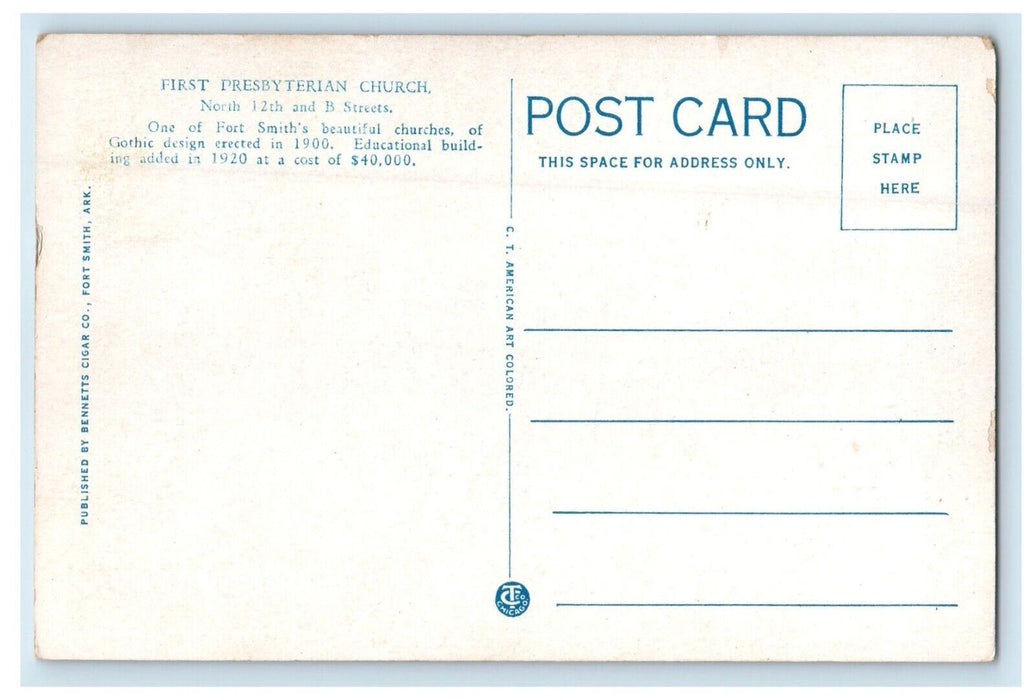 FIRST PRESBYTERIAN CHURCH,
North 12th and B Streets.
One of Fort Smith's beautiful churches, of
Gothic design erected in 1900. Educational build-
ing added in 1920 at a cost of $40,000.
PUBLISHED BY BENNETTS CIGAR CO., FORT SMITH, ARK.
C. T. AMERICAN ART COLORED.
POST CARD
THIS SPACE FOR ADDRESS ONLY.
PLACE
STAMP
HERE
CT CO
CHICAGO